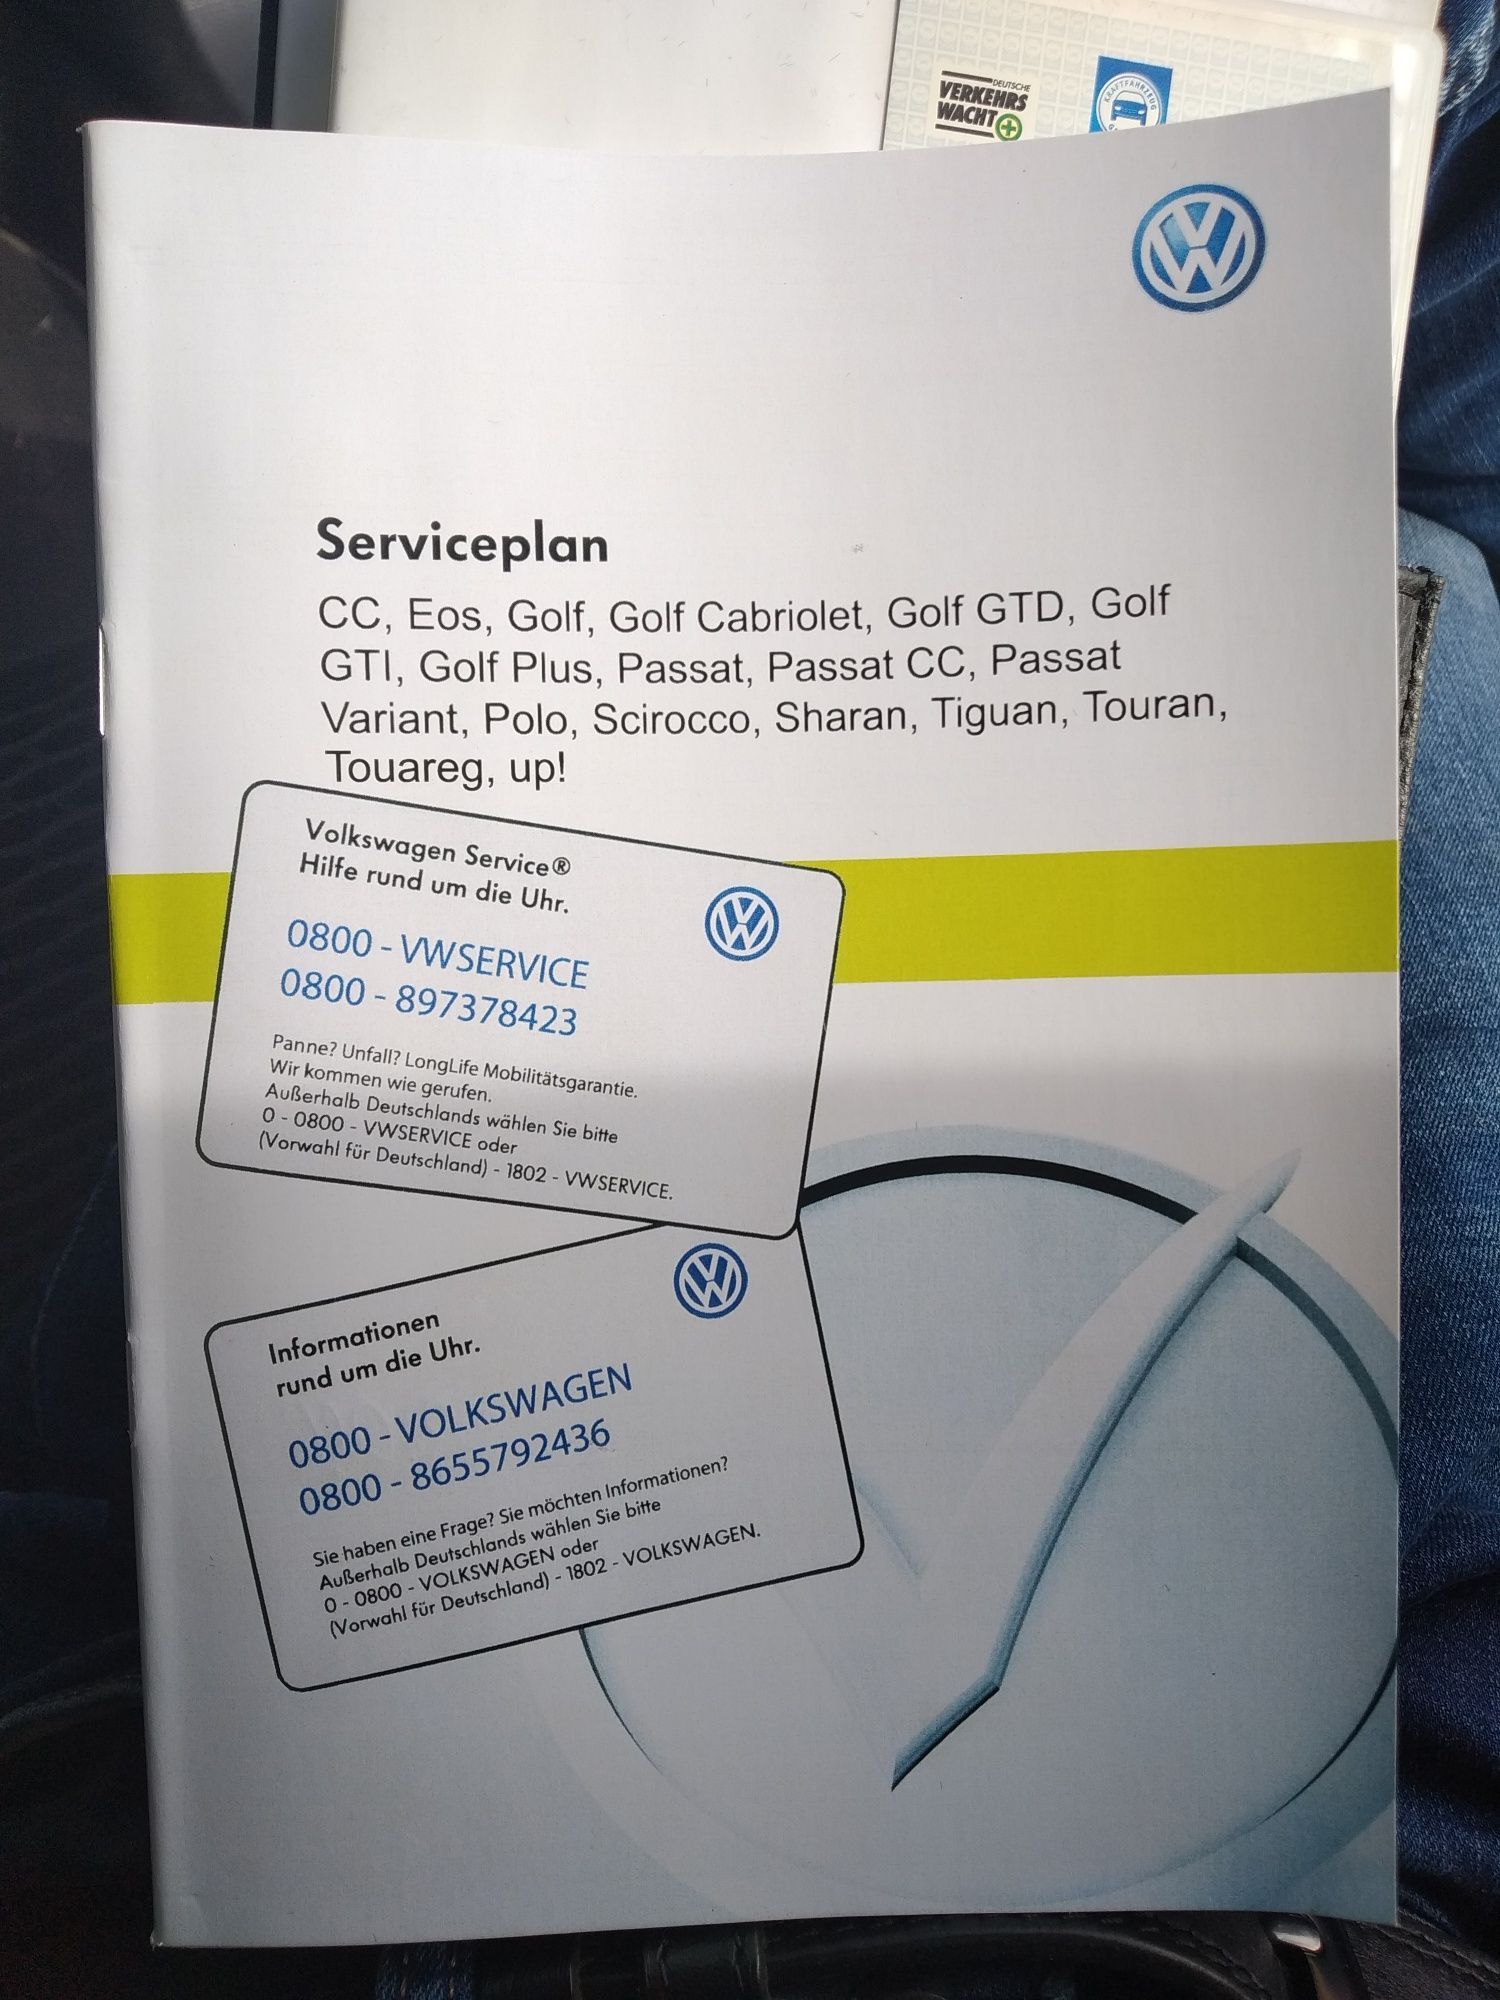 DEUTSCHE
VERKEHRS
WACHT
KRAFTFAHRZEUG
Serviceplan
CC, Eos, Golf, Golf Cabriolet, Golf GTD, Golf
GTI, Golf Plus, Passat, Passat CC, Passat
Variant, Polo, Scirocco, Sharan, Tiguan, Touran,
Touareg, up!
Volkswagen Service®
Hilfe rund um die Uhr.
0800 - VWSERVICE
0800 - 897378423
Panne? Unfall? LongLife Mobilitätsgarantie.
Wir kommen wie gerufen.
Außerhalb Deutschlands wählen Sie bitte
0 - 0800 - VWSERVICE oder
(Vorwahl für Deutschland) - 1802 - VWSERVICE.
Informationen
rund um die Uhr.
0800 - VOLKSWAGEN
0800 - 8655792436
Sie haben eine Frage? Sie möchten Informationen?
Außerhalb Deutschlands wählen Sie bitte
0 - 0800 - VOLKSWAGEN oder
(Vorwahl für Deutschland) - 1802 - VOLKSWAGEN.